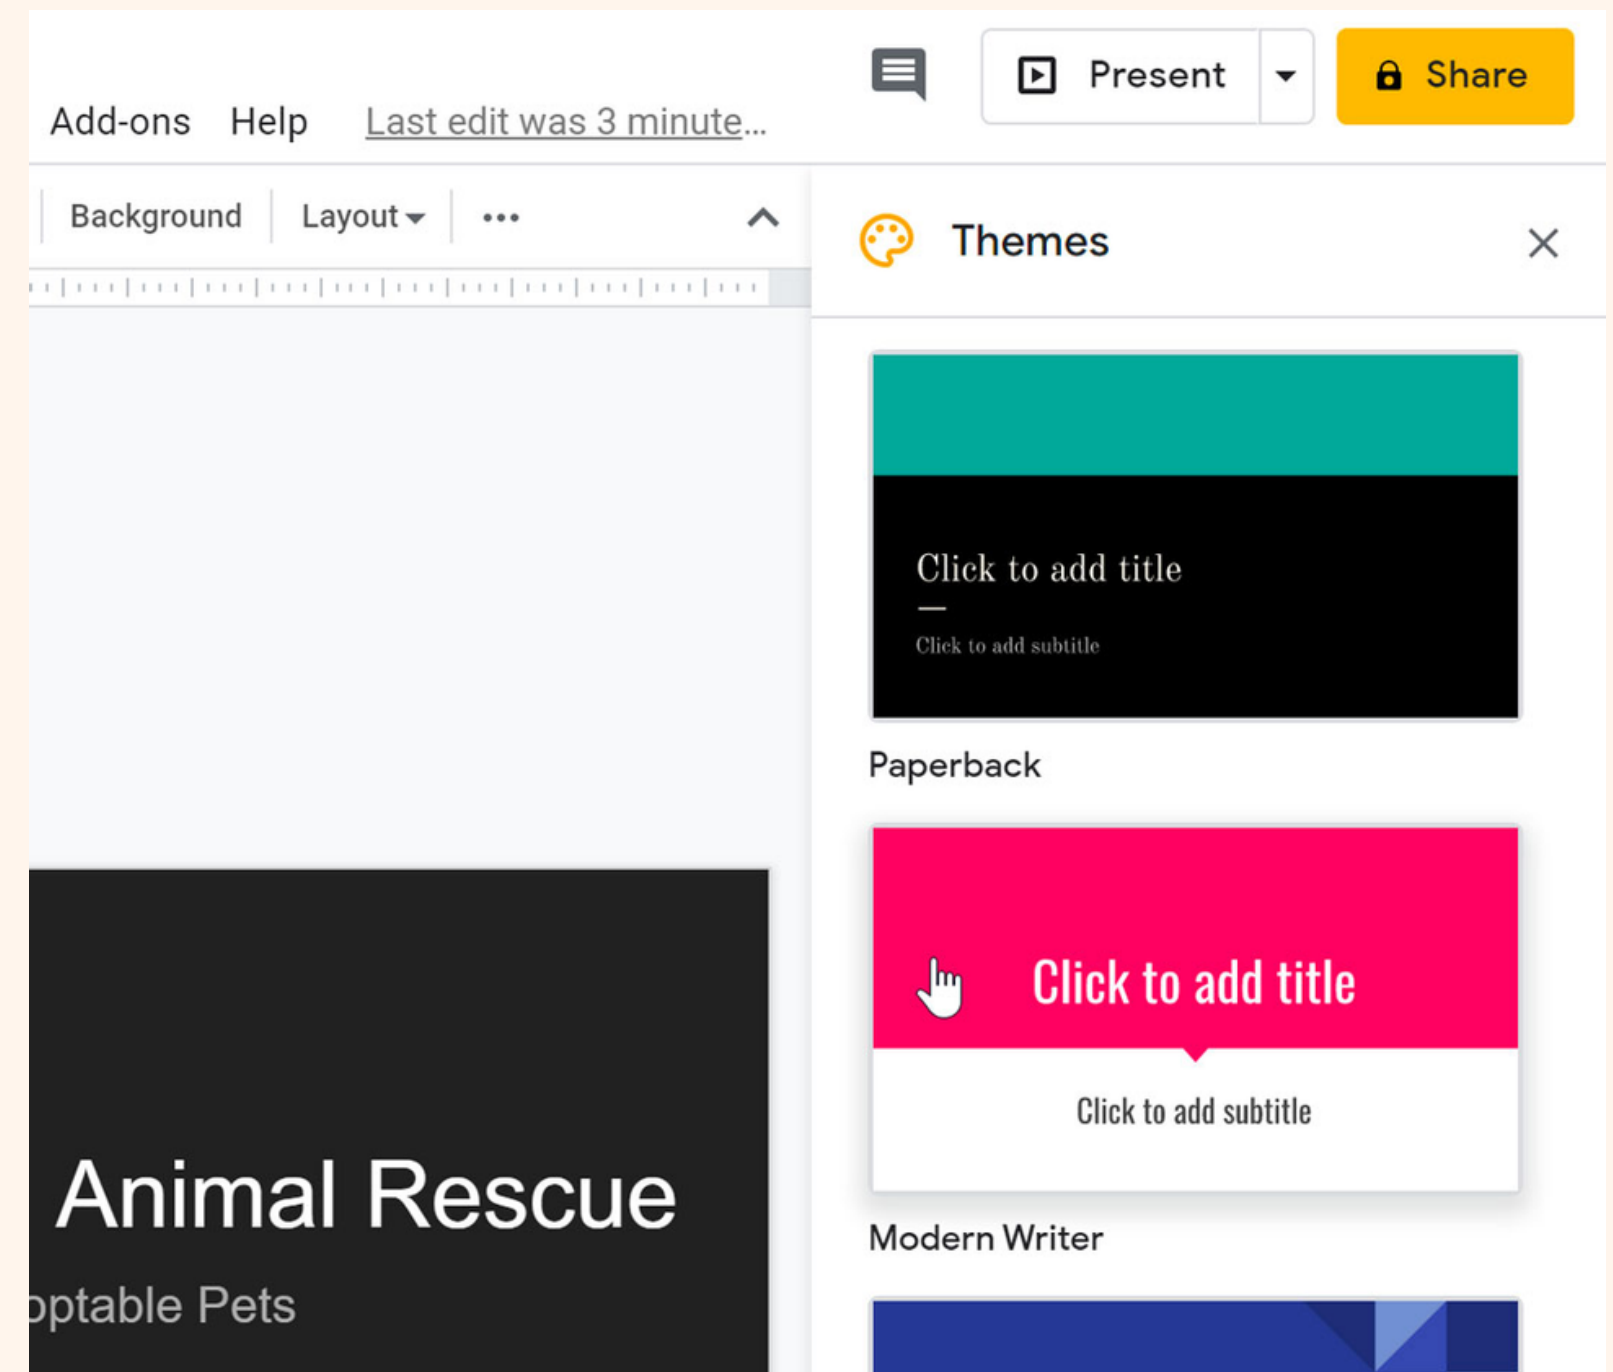 Present
Share
Add-ons Help Last edit was 3 minute...
Background Layout
Themes
Click to add title
Click to add subtitle
Paperback
Click to add title
Click to add subtitle
Modern Writer
Animal Rescue
optable Pets